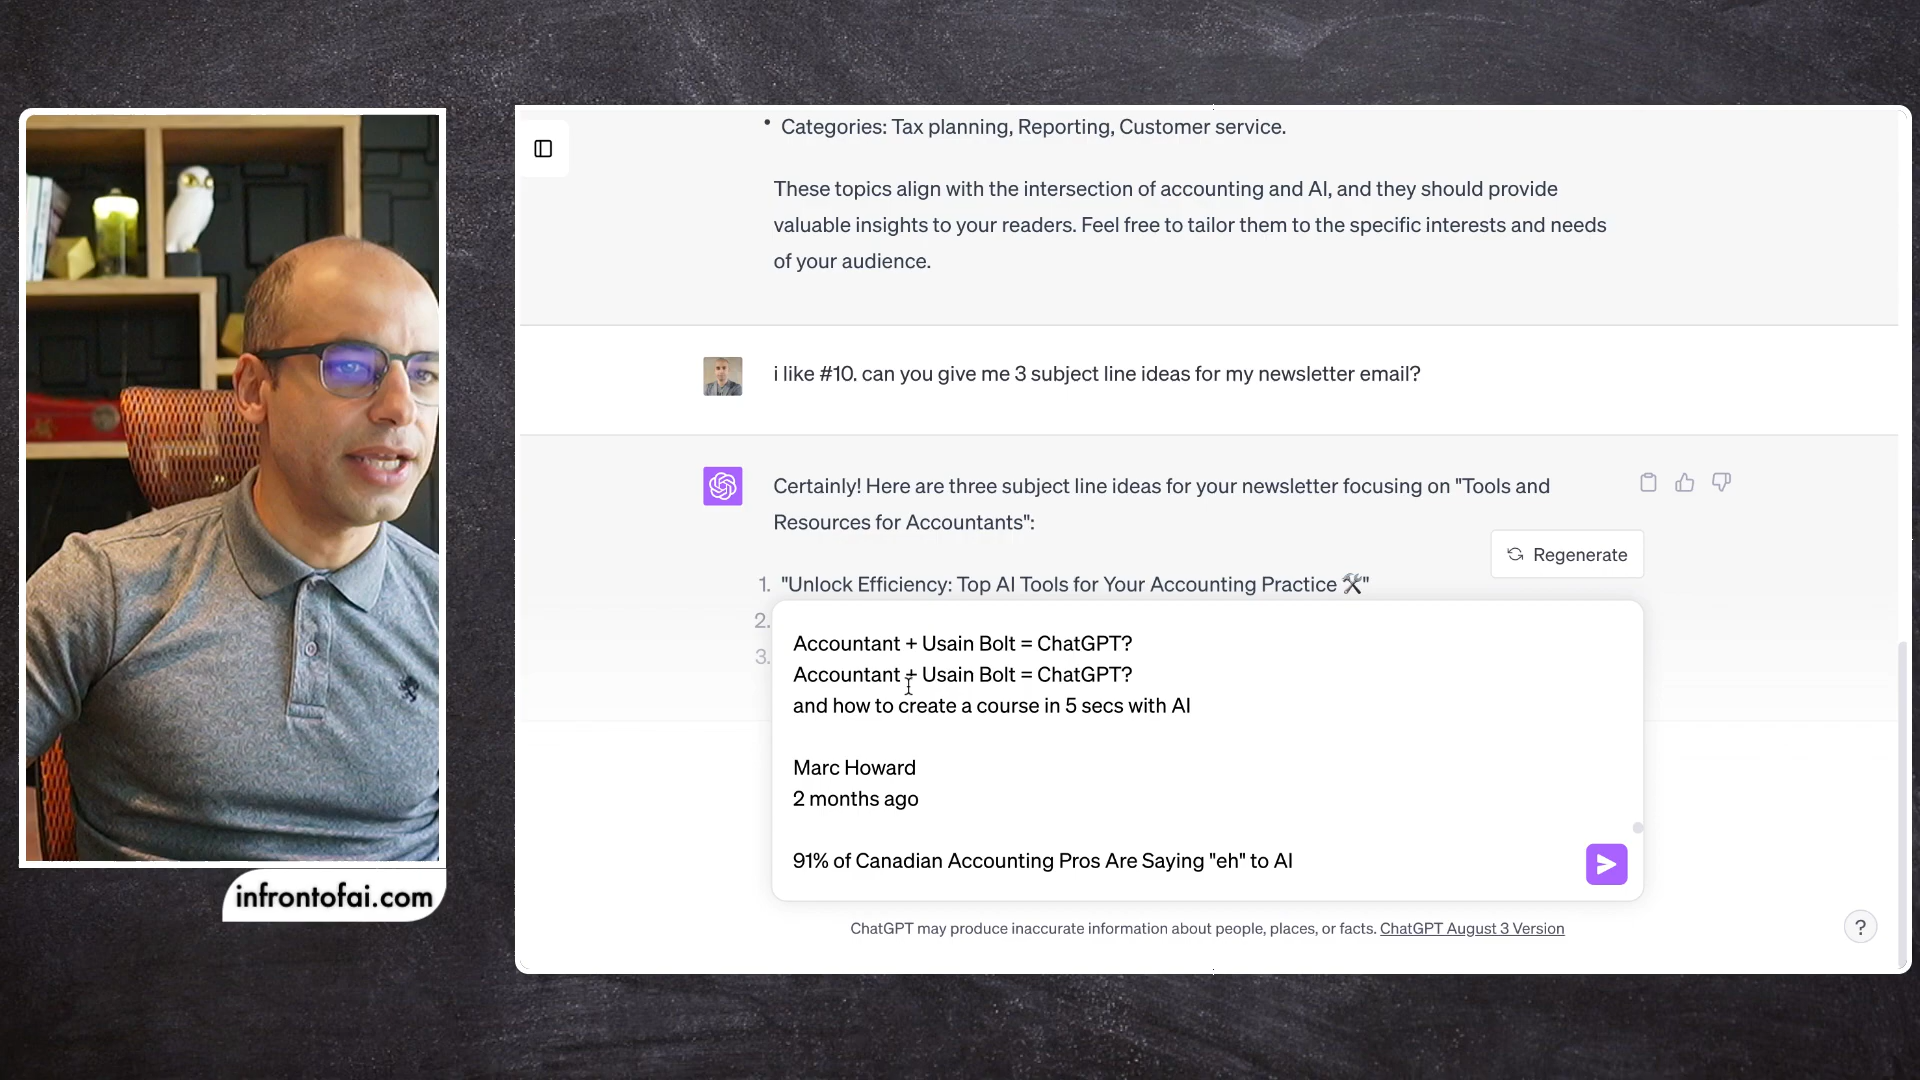 • Categories: Tax planning, Reporting, Customer service.
These topics align with the intersection of accounting and AI, and they should provide
valuable insights to your readers. Feel free to tailor them to the specific interests and needs
of your audience.
i like #10. can you give me 3 subject line ideas for my newsletter email?
Certainly! Here are three subject line ideas for your newsletter focusing on "Tools and
Resources for Accountants":
Regenerate
1. "Unlock Efficiency: Top AI Tools for Your Accounting Practice 🛠️"
2.
3.
Accountant + Usain Bolt = ChatGPT?
Accountant + Usain Bolt = ChatGPT?
and how to create a course in 5 secs with AI
Marc Howard
2 months ago
91% of Canadian Accounting Pros Are Saying "eh" to AI
ChatGPT may produce inaccurate information about people, places, or facts. ChatGPT August 3 Version
?
infrontofai.com